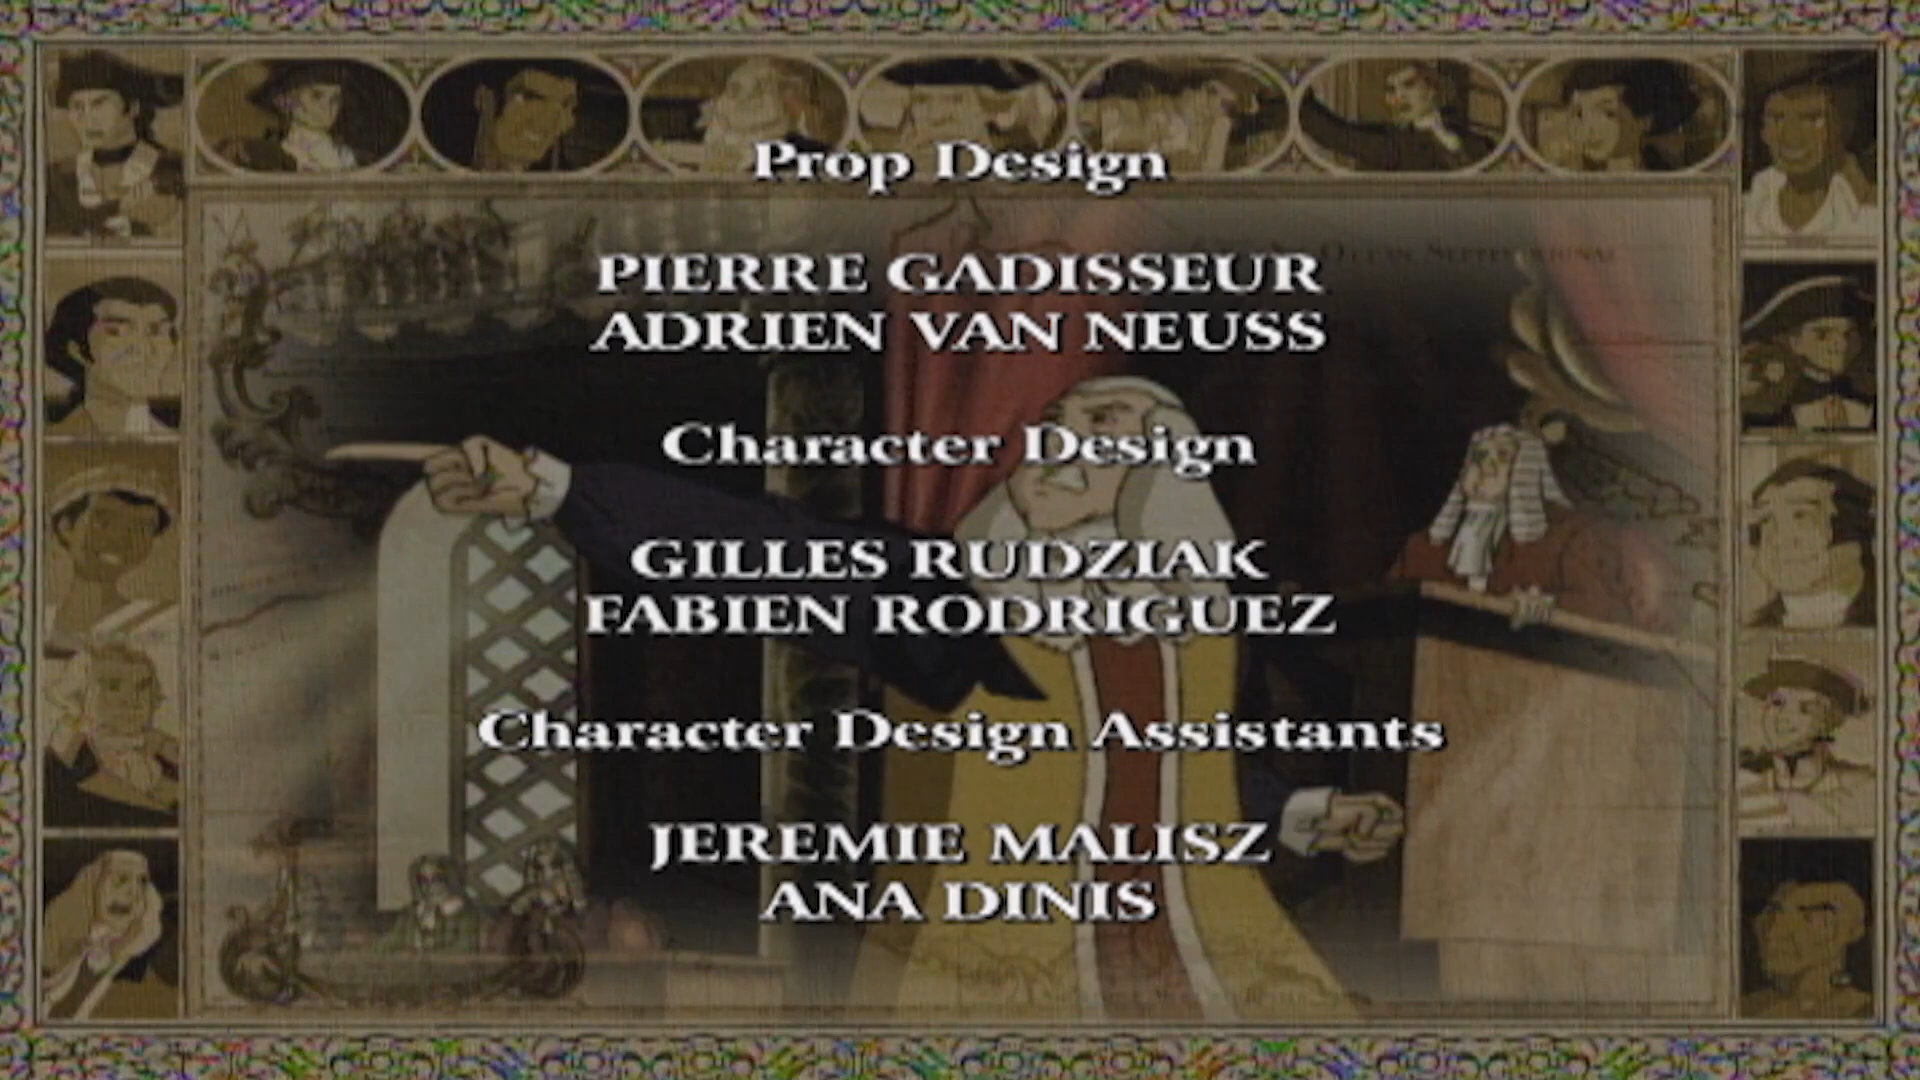 Prop Design
PIERRE GADISSEUR
ADRIEN VAN NEUSS
Character Design
GILLES RUDZIAK
FABIEN RODRIGUEZ
Character Design Assistants
JEREMIE MALISZ
ANA DINIS